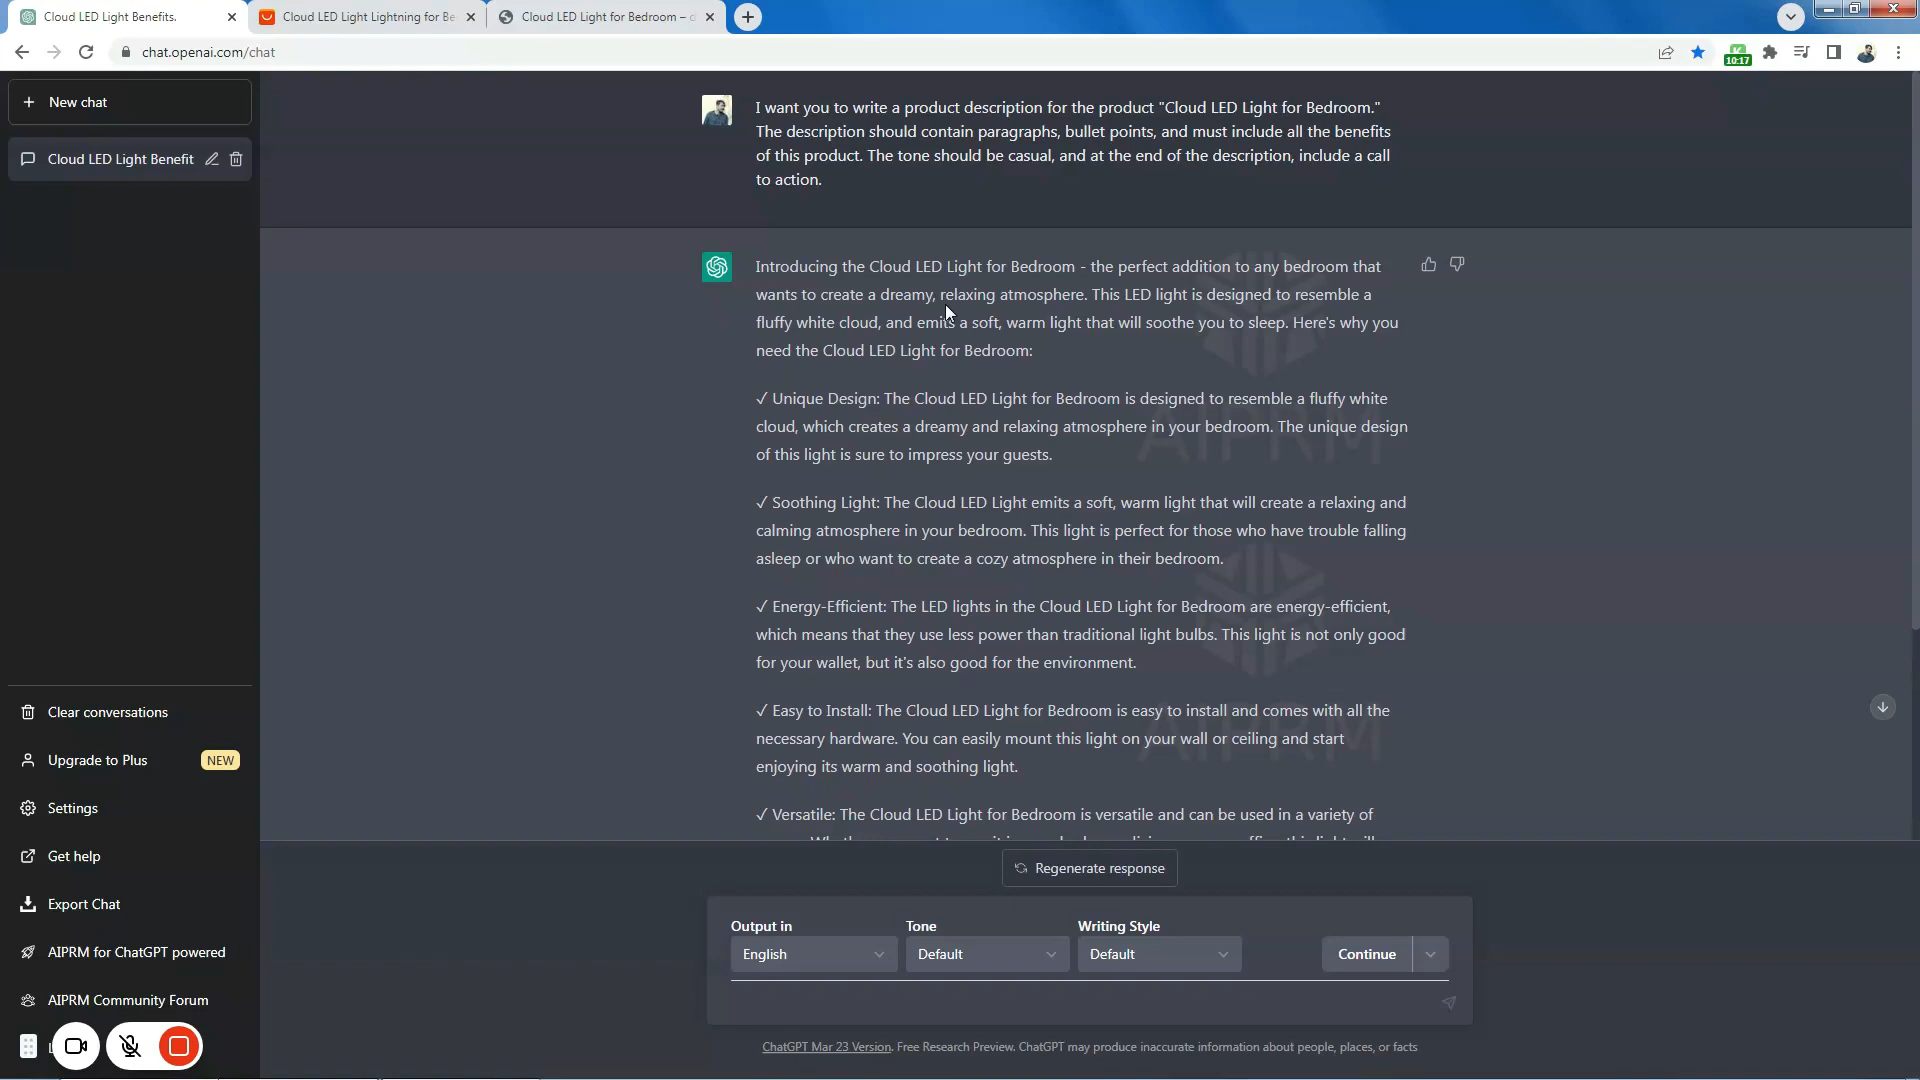 Cloud LED Light Benefits.
Cloud LED Light Lightning for Be
Cloud LED Light for Bedroom – d
chat.openai.com/chat
10:17
New chat
Cloud LED Light Benefit
I want you to write a product description for the product "Cloud LED Light for Bedroom."
The description should contain paragraphs, bullet points, and must include all the benefits
of this product. The tone should be casual, and at the end of the description, include a call
to action.
Introducing the Cloud LED Light for Bedroom - the perfect addition to any bedroom that
wants to create a dreamy, relaxing atmosphere. This LED light is designed to resemble a
fluffy white cloud, and emits a soft, warm light that will soothe you to sleep. Here's why you
need the Cloud LED Light for Bedroom:
✓ Unique Design: The Cloud LED Light for Bedroom is designed to resemble a fluffy white
cloud, which creates a dreamy and relaxing atmosphere in your bedroom. The unique design
of this light is sure to impress your guests.
✓ Soothing Light: The Cloud LED Light emits a soft, warm light that will create a relaxing and
calming atmosphere in your bedroom. This light is perfect for those who have trouble falling
asleep or who want to create a cozy atmosphere in their bedroom.
✓ Energy-Efficient: The LED lights in the Cloud LED Light for Bedroom are energy-efficient,
which means that they use less power than traditional light bulbs. This light is not only good
for your wallet, but it's also good for the environment.
✓ Easy to Install: The Cloud LED Light for Bedroom is easy to install and comes with all the
necessary hardware. You can easily mount this light on your wall or ceiling and start
enjoying its warm and soothing light.
✓ Versatile: The Cloud LED Light for Bedroom is versatile and can be used in a variety of
AIPRM
AIPRM
Clear conversations
Upgrade to Plus NEW
Settings
Get help
Export Chat
AIPRM for ChatGPT powered
AIPRM Community Forum
Regenerate response
Output in Tone Writing Style
English Default Default Continue
ChatGPT Mar 23 Version. Free Research Preview. ChatGPT may produce inaccurate information about people, places, or facts